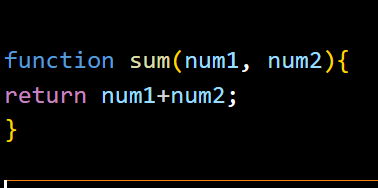 function sum(num1, num2){
return num1+num2;
}